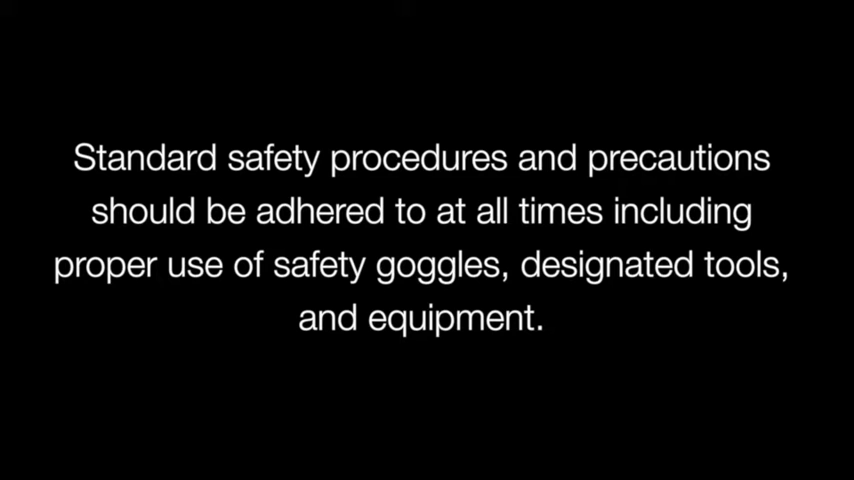 Standard safety procedures and precautions
should be adhered to at all times including
proper use of safety goggles, designated tools,
and equipment.